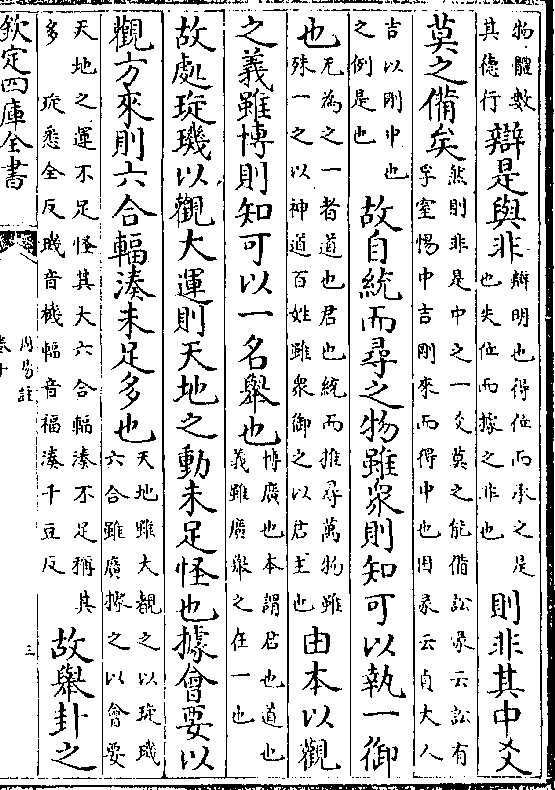 物體數其德行辯是與非辯明也得位而承之是也失位而據之非也則非其中爻
莫之備矣然則非是中之一爻莫之能備訟彖云訟有孚窒惕中吉剛來而得中也困彖云貞大人
吉以剛中也之例是也故自統而尋之物雖衆則知可以執一御
也无為之一者道也君也統而推尋萬物雖殊一之以神道百姓雖衆御之以君主也由本以觀
之義雖博則知可以一名舉也博廣也本謂君也道也義雖廣舉之在一也
故處琁璣以觀大運則天地之動未足怪也據會要以
觀方來則六合輻湊未足多也天地雖大覩之以琁璣六合雖廣據之以會要
天地之運不足怪其大六合輻湊不足稱其多 琁悉全反璣音機輻音福湊千豆反故舉卦之
欽定四庫全書
周易註
卷十
三